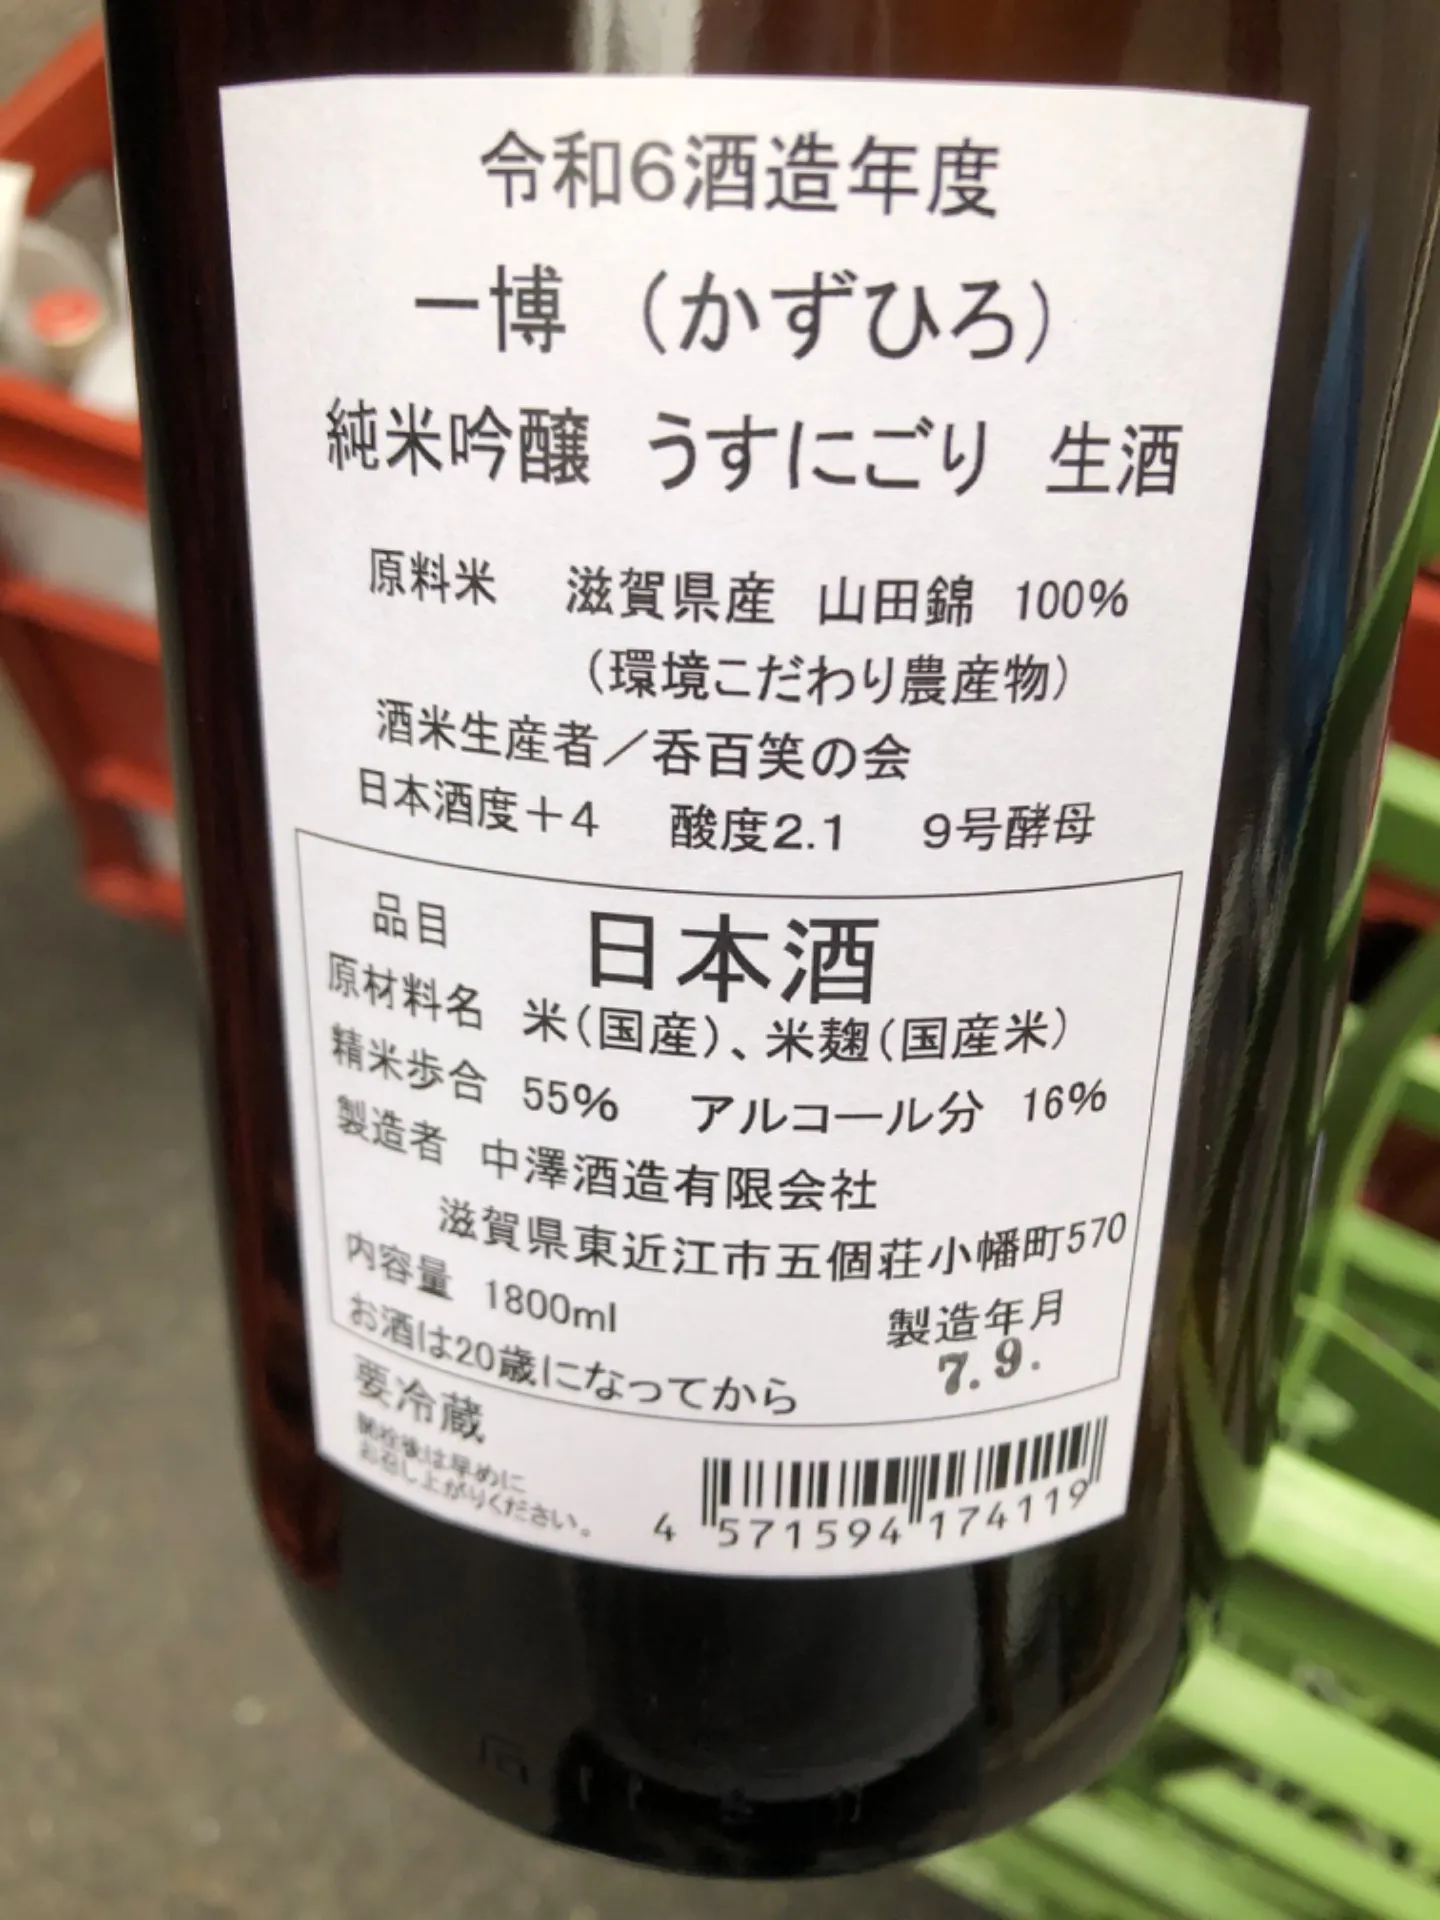 令和6酒造年度
一博 (かずひろ)
純米吟醸 うすにごり 生酒
原料米 滋賀県産 山田錦 100%
(環境こだわり農産物)
酒米生産者/呑百笑の会
日本酒度+4 酸度2.1 9号酵母
品目 日本酒
原材料名 米(国産)、米麹(国産米)
精米歩合 55% アルコール分 16%
製造者 中澤酒造有限会社
滋賀県東近江市五個荘小幡町570
内容量 1800ml 製造年月
お酒は20歳になってから 7.9.
要冷蔵
開栓後は早めに
お召し上がりください。
4 571594 174119